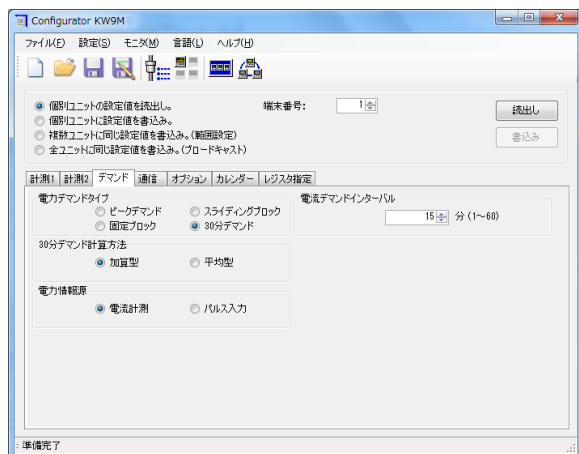 Configurator KW9M
ファイル(F) 設定(S) モニタ(M) 言語(L) ヘルプ(H)
個別ユニットの設定値を読出し。 端末番号: 1 読出し
個別ユニットに設定値を書込み。
複数ユニットに同じ設定値を書込み。(範囲設定) 書込み
全ユニットに同じ設定値を書込み。(ブロードキャスト)
計測1 計測2 デマンド 通信 オプション カレンダー レジスタ指定
電力デマンドタイプ 電流デマンドインターバル
ピークデマンド スライディングブロック 15 分 (1~60)
固定ブロック 30分デマンド
30分デマンド計算方法
加算型 平均型
電力情報源
電流計測 パルス入力
: 準備完了